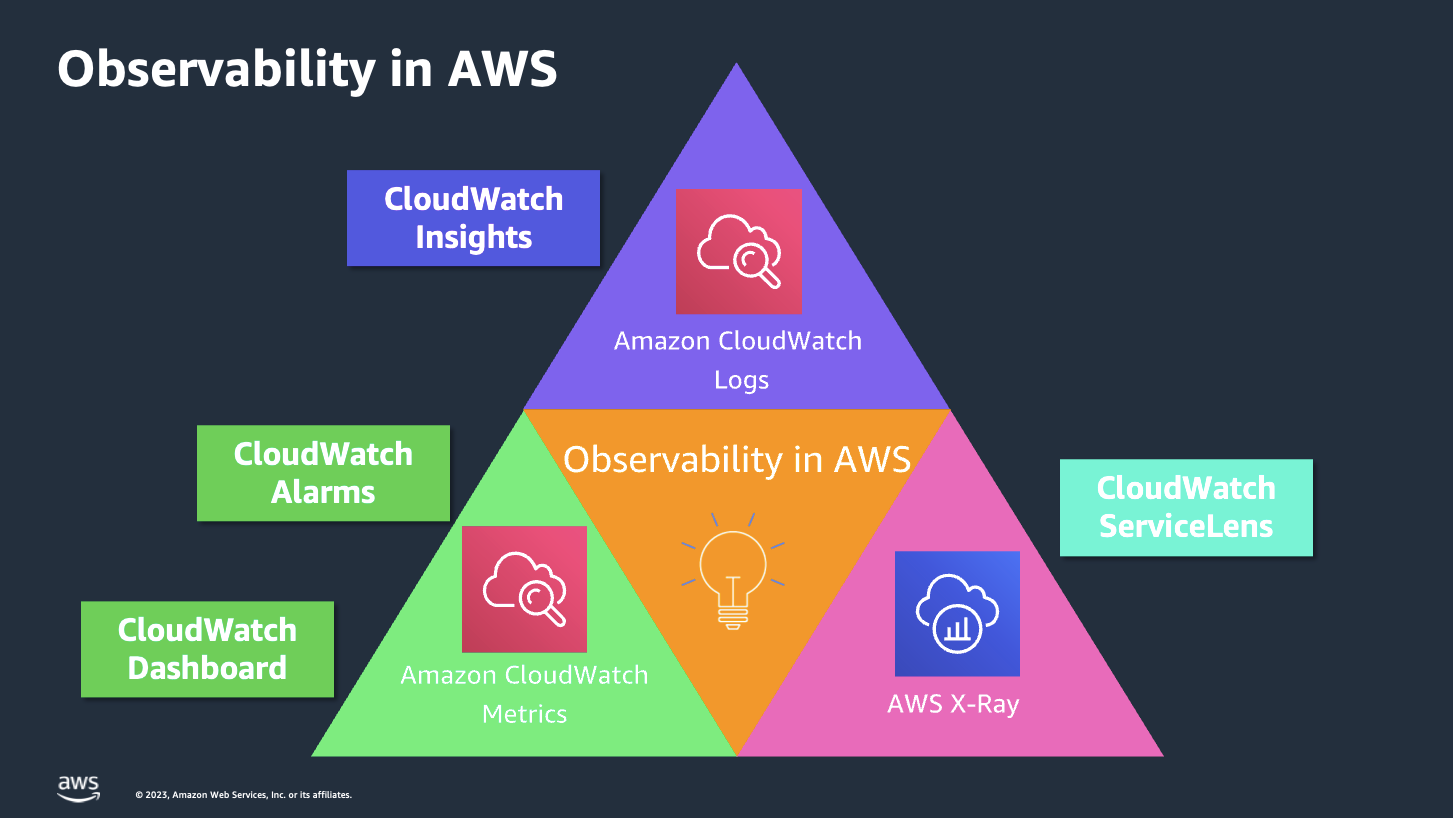 Observability in AWS
CloudWatch
Insights
Amazon CloudWatch
Logs
CloudWatch
Alarms
Observability in AWS
CloudWatch
ServiceLens
CloudWatch
Dashboard
Amazon CloudWatch
Metrics
AWS X-Ray
aws
© 2023, Amazon Web Services, Inc. or its affiliates.